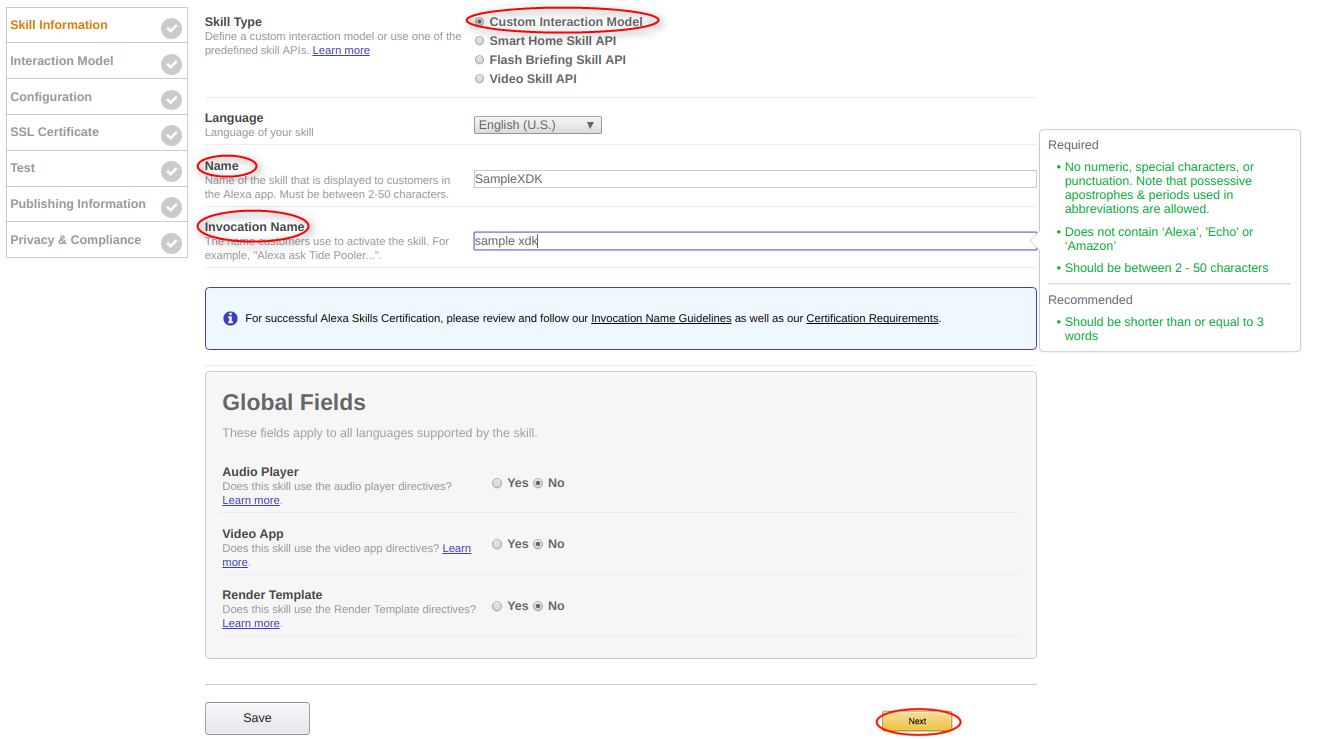 Skill Information
Interaction Model
Configuration
SSL Certificate
Test
Publishing Information
Privacy & Compliance
Skill Type
Define a custom interaction model or use one of the
predefined skill APIs. Learn more
Custom Interaction Model
Smart Home Skill API
Flash Briefing Skill API
Video Skill API
Language
Language of your skill
English (U.S.)
Name
Name of the skill that is displayed to customers in
the Alexa app. Must be between 2-50 characters.
SampleXDK
Invocation Name
The name customers use to activate the skill. For
example, "Alexa ask Tide Pooler...".
sample xdk
Required
• No numeric, special characters, or
punctuation. Note that possessive
apostrophes & periods used in
abbreviations are allowed.
• Does not contain ‘Alexa’, 'Echo' or
‘Amazon’
• Should be between 2 - 50 characters
Recommended
• Should be shorter than or equal to 3
words
For successful Alexa Skills Certification, please review and follow our Invocation Name Guidelines as well as our Certification Requirements.
Global Fields
These fields apply to all languages supported by the skill.
Audio Player
Does this skill use the audio player directives?
Learn more.
Yes No
Video App
Does this skill use the video app directives? Learn
more.
Yes No
Render Template
Does this skill use the Render Template directives?
Learn more.
Yes No
Save
Next